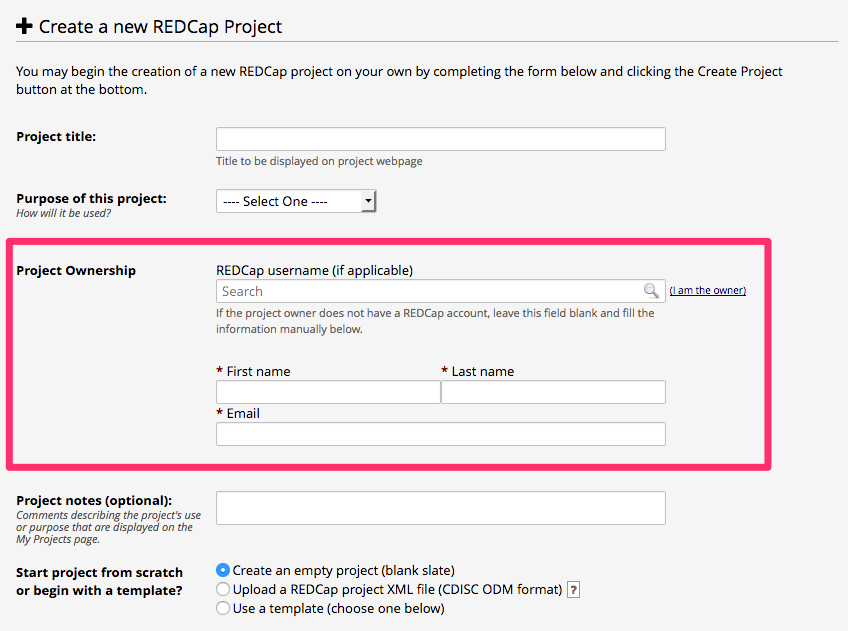 Create a new REDCap Project
You may begin the creation of a new REDCap project on your own by completing the form below and clicking the Create Project
button at the bottom.
Project title:
Title to be displayed on project webpage
Purpose of this project:
How will it be used?
---- Select One ----
Project Ownership
REDCap username (if applicable)
Search
(I am the owner)
If the project owner does not have a REDCap account, leave this field blank and fill the
information manually below.
* First name
* Last name
* Email
Project notes (optional):
Comments describing the project's use
or purpose that are displayed on the
My Projects page.
Start project from scratch
or begin with a template?
Create an empty project (blank slate)
Upload a REDCap project XML file (CDISC ODM format) ?
Use a template (choose one below)